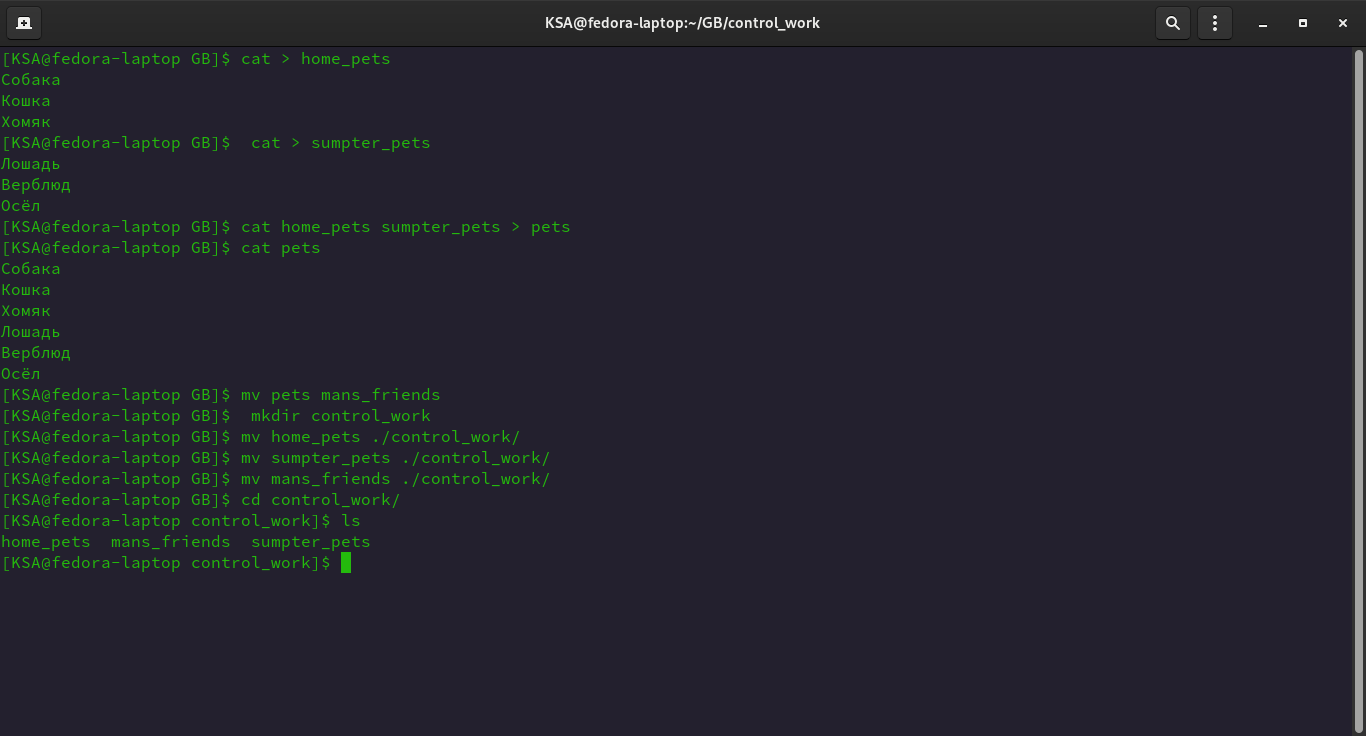 KSA@fedora-laptop:~/GB/control_work
[KSA@fedora-laptop GB]$ cat > home_pets
Собака
Кошка
Хомяк
[KSA@fedora-laptop GB]$  cat > sumpter_pets
Лошадь
Верблюд
Осёл
[KSA@fedora-laptop GB]$ cat home_pets sumpter_pets > pets
[KSA@fedora-laptop GB]$ cat pets
Собака
Кошка
Хомяк
Лошадь
Верблюд
Осёл
[KSA@fedora-laptop GB]$ mv pets mans_friends
[KSA@fedora-laptop GB]$  mkdir control_work
[KSA@fedora-laptop GB]$ mv home_pets ./control_work/
[KSA@fedora-laptop GB]$ mv sumpter_pets ./control_work/
[KSA@fedora-laptop GB]$ mv mans_friends ./control_work/
[KSA@fedora-laptop GB]$ cd control_work/
[KSA@fedora-laptop control_work]$ ls
home_pets  mans_friends  sumpter_pets
[KSA@fedora-laptop control_work]$